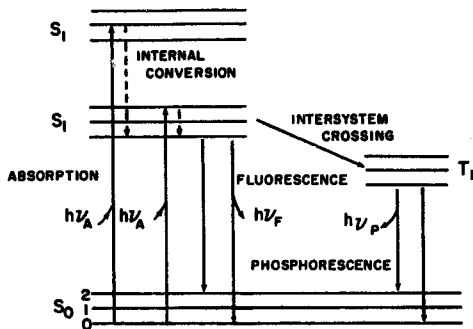 S1
INTERNAL
CONVERSION
S1
INTERSYSTEM
CROSSING
T1
ABSORPTION
FLUORESCENCE
hνA
hνA
hνF
hνP
PHOSPHORESCENCE
S0
2
1
0